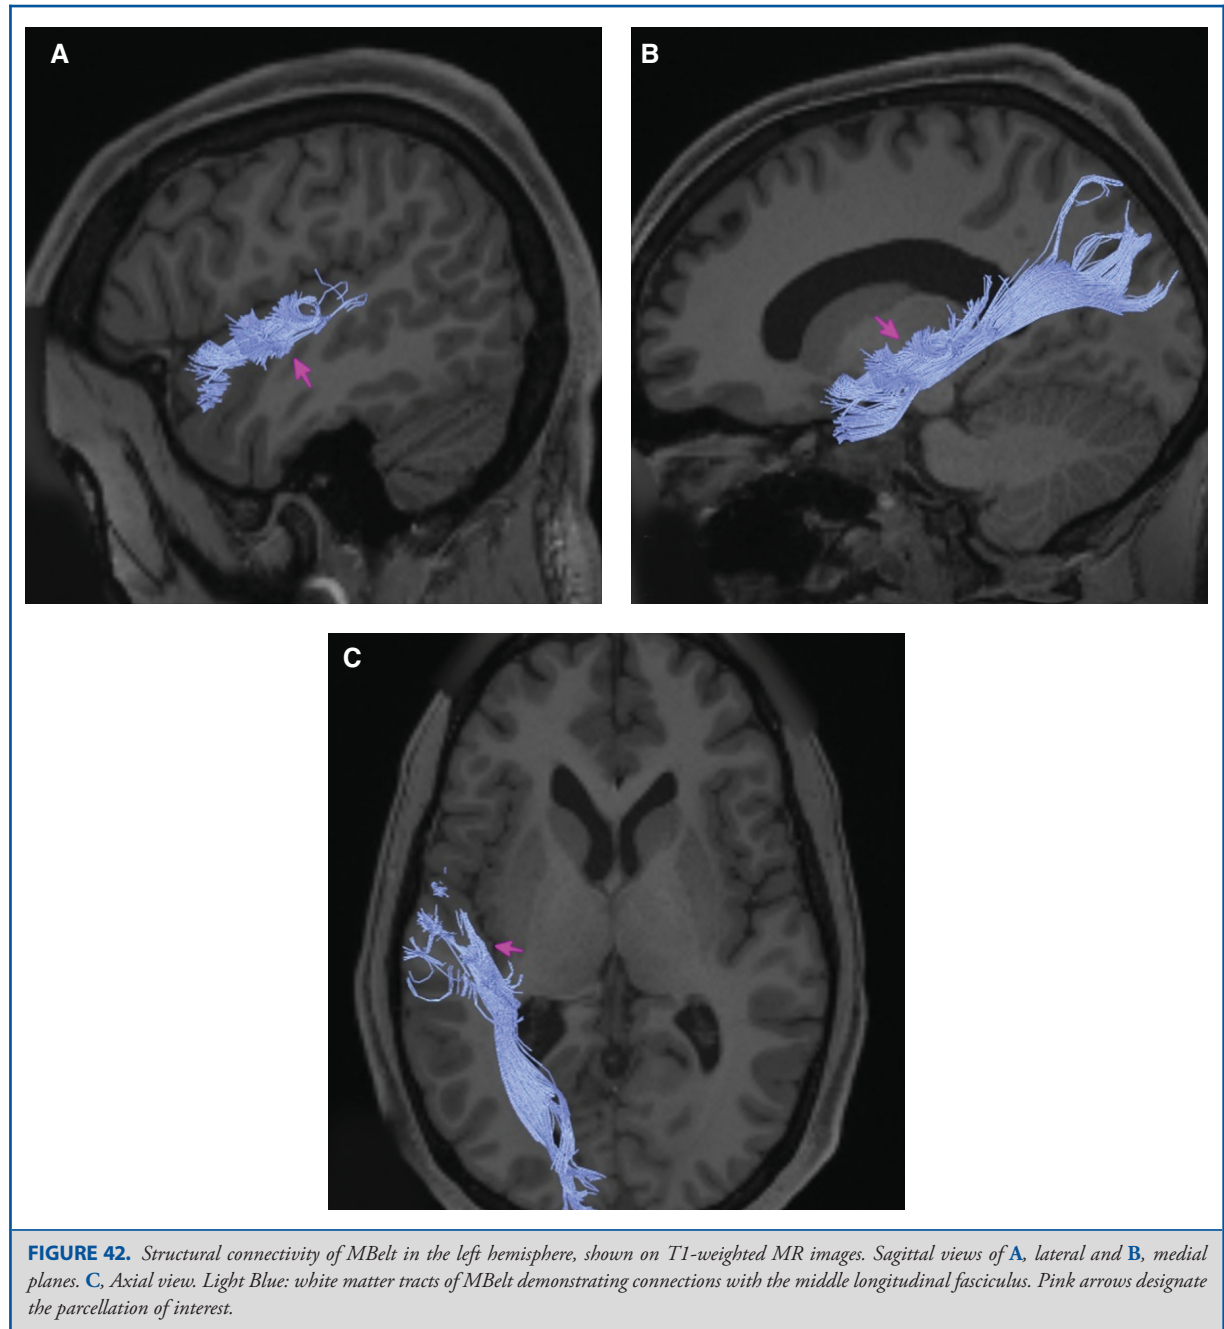 A
B
C
FIGURE 42. Structural connectivity of MBelt in the left hemisphere, shown on T1-weighted MR images. Sagittal views of A, lateral and B, medial
planes. C, Axial view. Light Blue: white matter tracts of MBelt demonstrating connections with the middle longitudinal fasciculus. Pink arrows designate
the parcellation of interest.